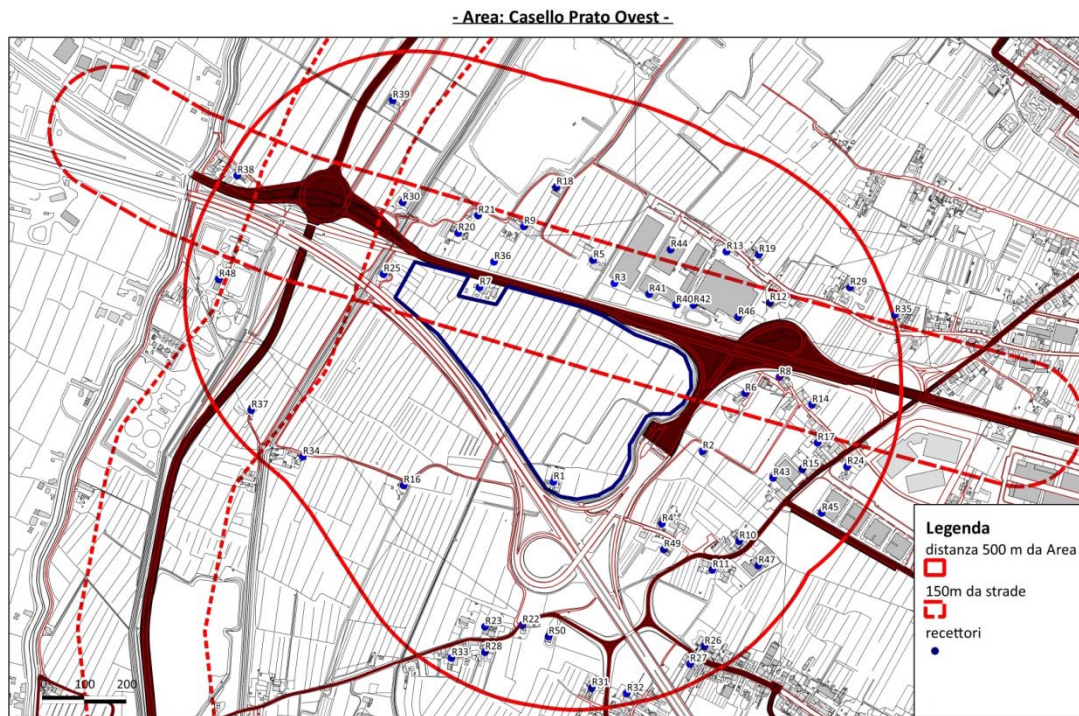 - Area: Casello Prato Ovest -
R39
R38
R18
R30
R21
R9
R20
R44
R13
R19
R5
R36
R25
R48
R7
R3
R29
R41
R40
R42
R12
R46
R35
R8
R6
R14
R37
R2
R17
R34
R24
R15
R43
R1
R16
R45
R4
R10
R49
R47
R11
R23
R22
R50
R26
R28
R33
R27
R31
R32
0
100
200
Legenda
distanza 500 m da Area
150m da strade
recettori